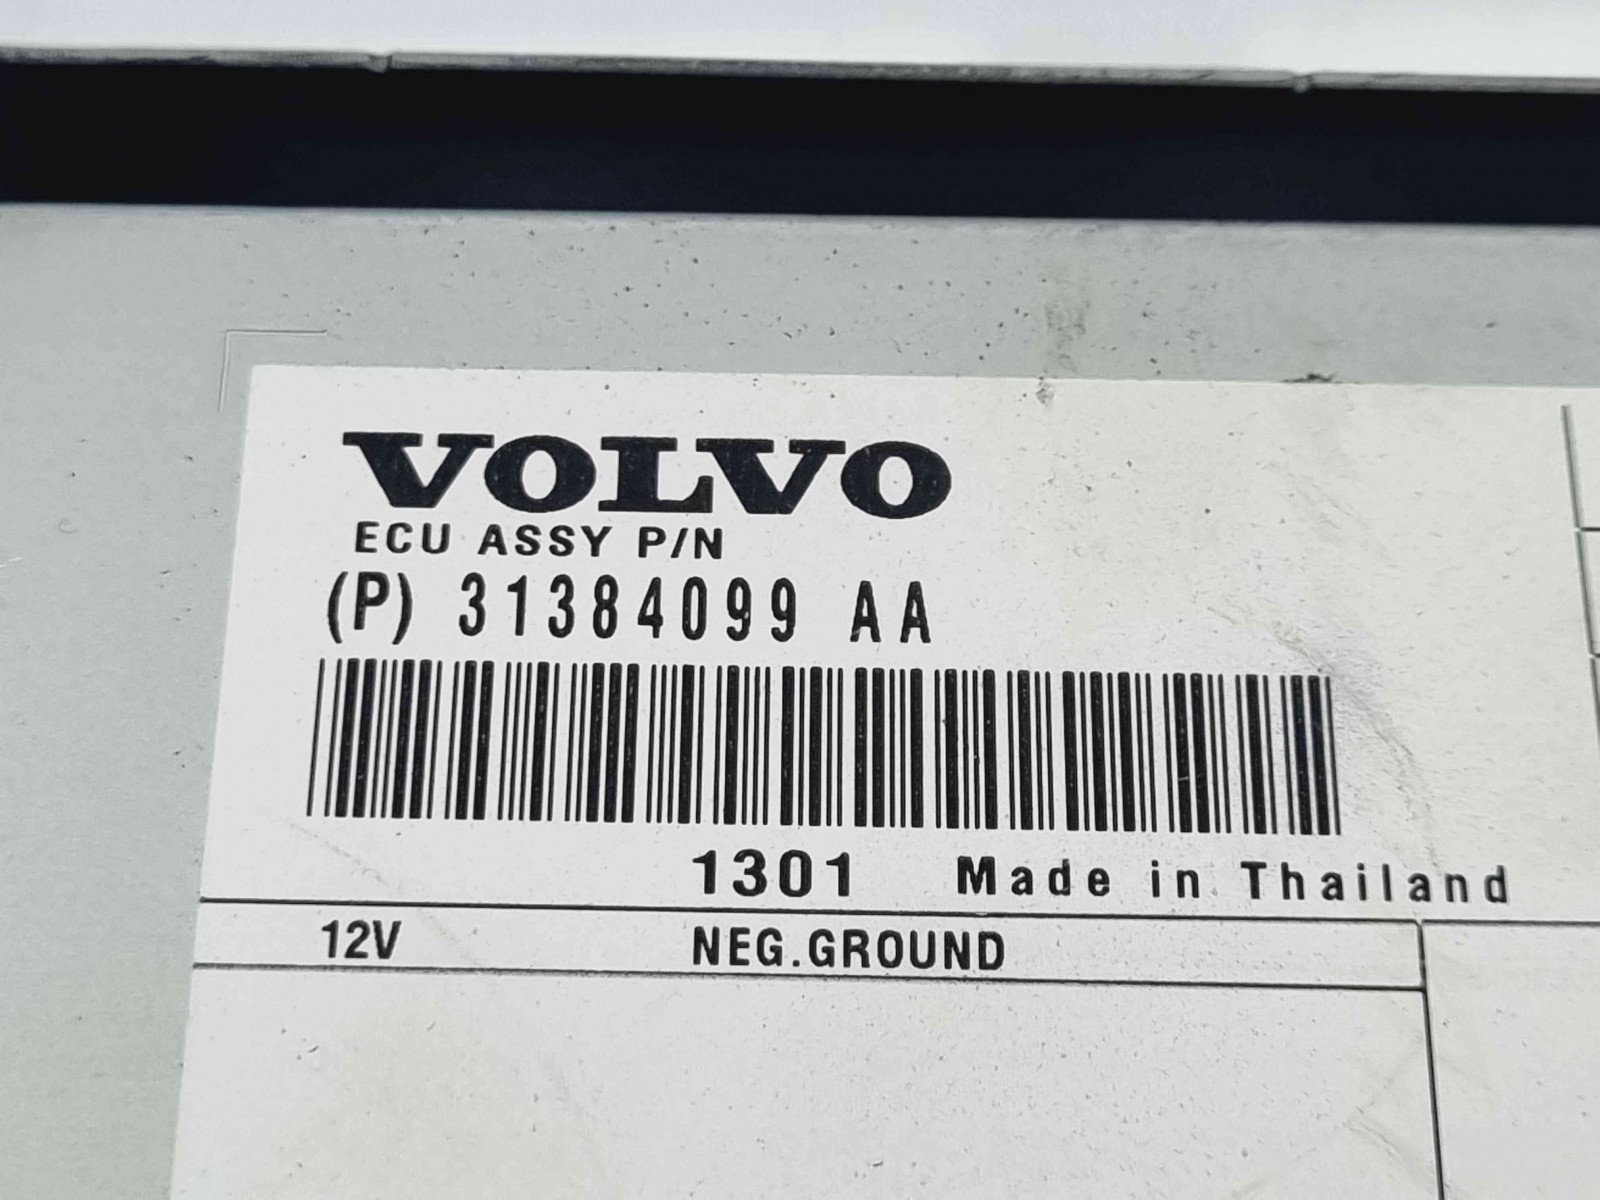 VOLVO
ECU ASSY P/N
(P) 31384099 AA
1301 Made in Thailand
12V NEG.GROUND